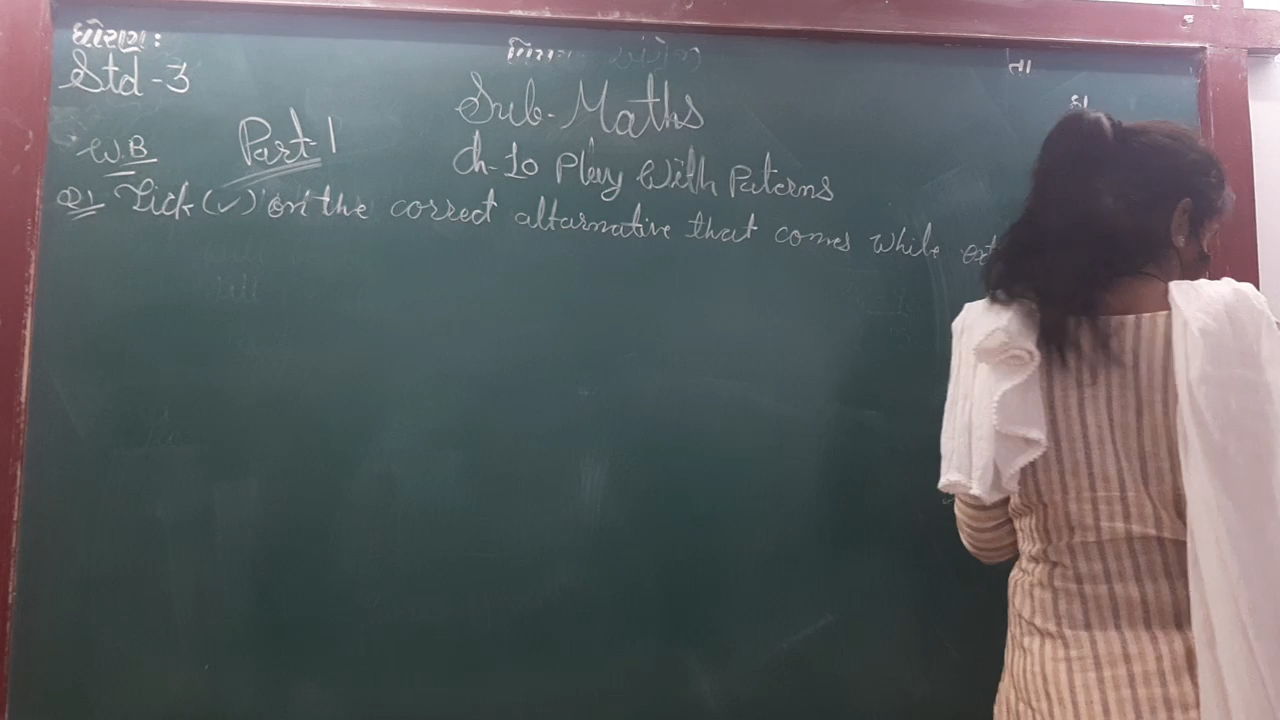 ધોરણ:
Std-3
તા
Sub-Maths
W.B Part-1
Ch-10 Play With Paterns
Q1 Tick (✓) on the correct altarnative that comes while ext